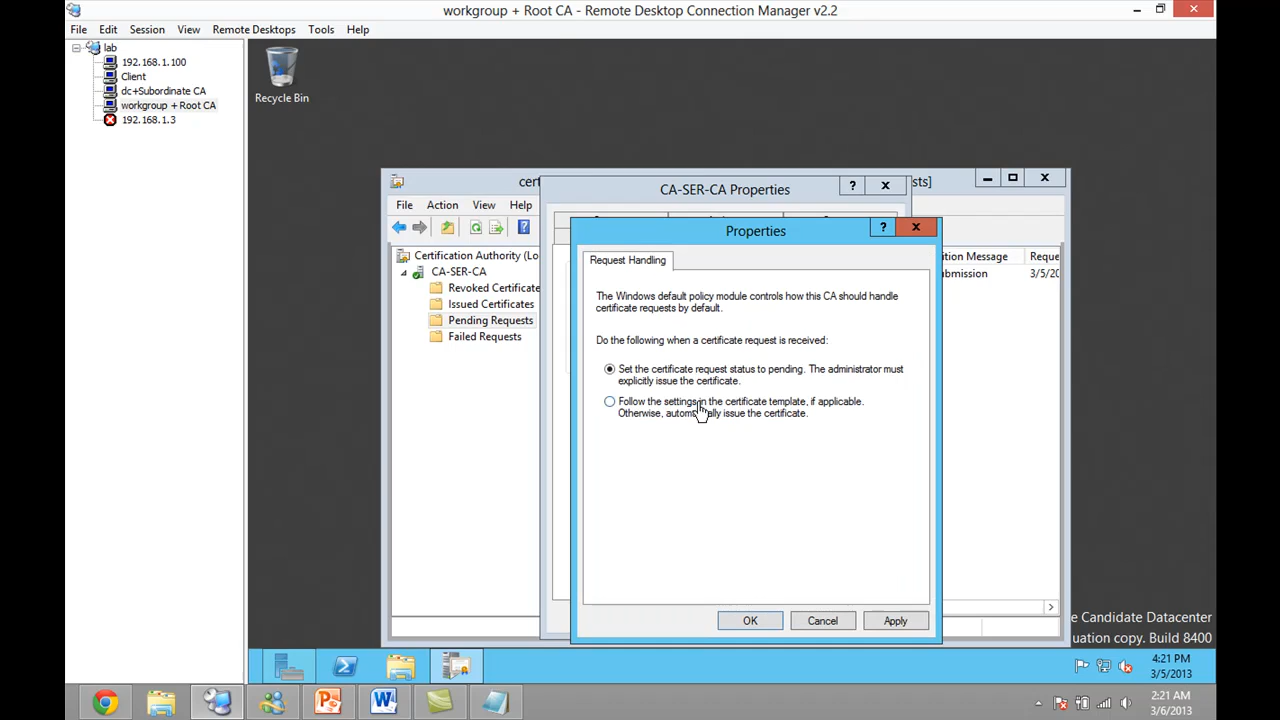 workgroup + Root CA - Remote Desktop Connection Manager v2.2
File Edit Session View Remote Desktops Tools Help
lab
192.168.1.100
Client
dc+Subordinate CA
workgroup + Root CA
192.168.1.3
Recycle Bin
cert
sts]
CA-SER-CA Properties
File Action View Help
Properties
Certification Authority (Lo
CA-SER-CA
Revoked Certificate
Issued Certificates
Pending Requests
Failed Requests
ition Message Reque
ubmission 3/5/20
Request Handling
The Windows default policy module controls how this CA should handle
certificate requests by default.
Do the following when a certificate request is received:
Set the certificate request status to pending. The administrator must
explicitly issue the certificate.
Follow the settings in the certificate template, if applicable.
Otherwise, automatically issue the certificate.
OK Cancel Apply
e Candidate Datacenter
uation copy. Build 8400
4:21 PM
3/5/2013
2:21 AM
3/6/2013